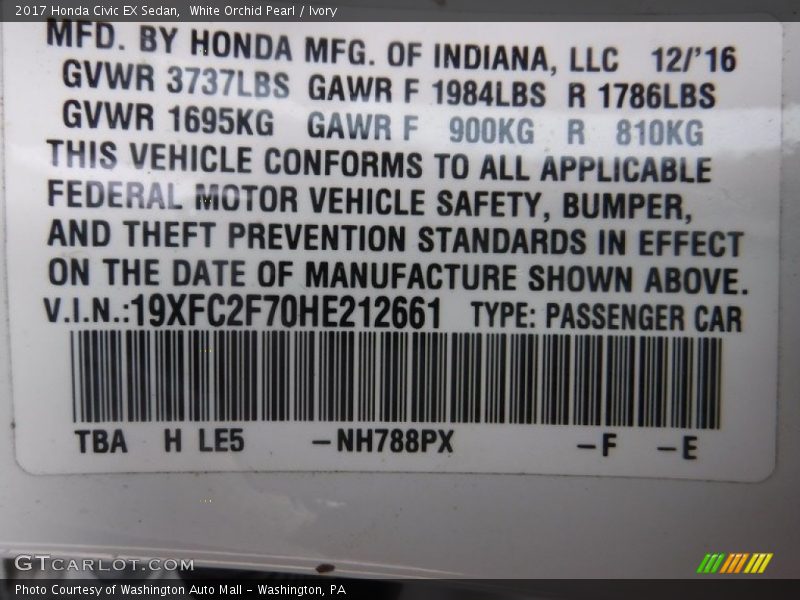 2017 Honda Civic EX Sedan,  White Orchid Pearl / Ivory
MFD. BY HONDA MFG. OF INDIANA, LLC 12/'16
GVWR 3737LBS GAWR F 1984LBS R 1786LBS
GVWR 1695KG GAWR F 900KG R 810KG
THIS VEHICLE CONFORMS TO ALL APPLICABLE
FEDERAL MOTOR VEHICLE SAFETY, BUMPER,
AND THEFT PREVENTION STANDARDS IN EFFECT
ON THE DATE OF MANUFACTURE SHOWN ABOVE.
V.I.N.:19XFC2F70HE212661 TYPE: PASSENGER CAR
TBA H LE5 –NH788PX –F –E
GTCARLOT.COM
Photo Courtesy of Washington Auto Mall – Washington, PA